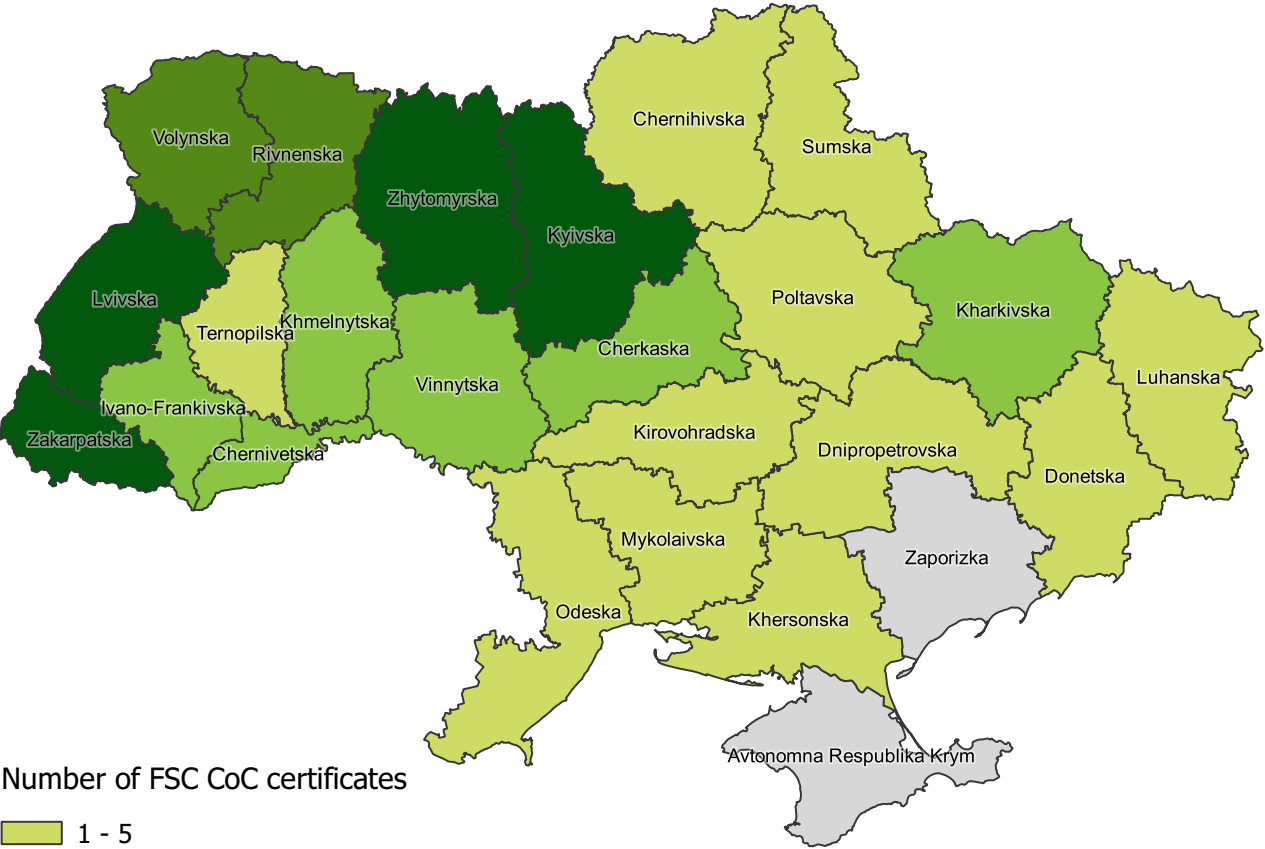 Chernihivska
Sumska
Volynska
Rivnenska
Zhytomyrska
Kyivska
Lvivska
Ternopilska
Khmelnytska
Poltavska
Kharkivska
Cherkaska
Vinnytska
Luhanska
Ivano-Frankivska
Zakarpatska
Chernivetska
Kirovohradska
Dnipropetrovska
Donetska
Mykolaivska
Zaporizka
Odeska
Khersonska
Avtonomna Respublika Krym
Number of FSC CoC certificates
1 - 5